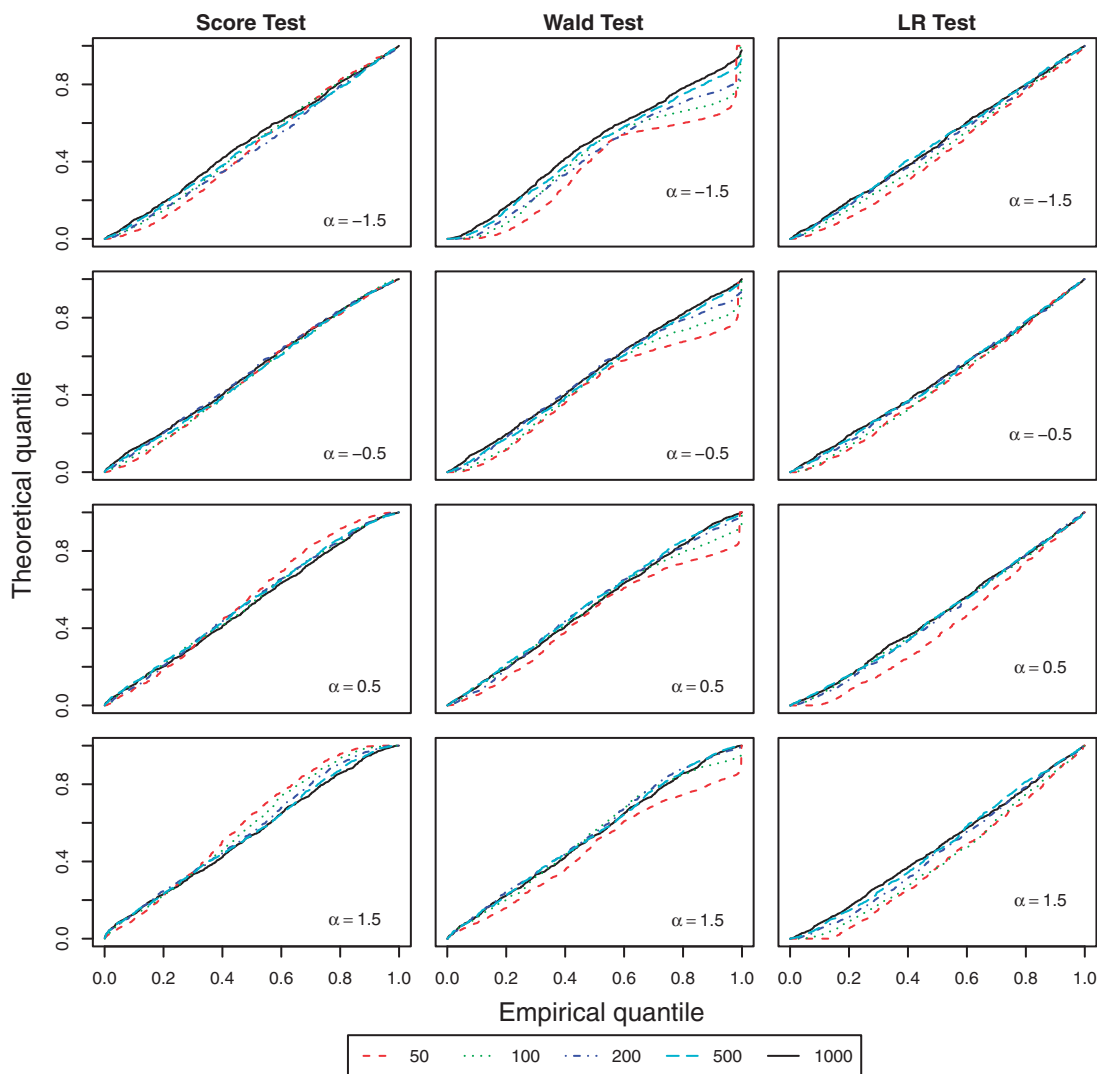 Score Test
Wald Test
LR Test
0.0 0.4 0.8
α = −1.5
α = −1.5
α = −1.5
0.0 0.4 0.8
α = −0.5
α = −0.5
α = −0.5
Theoretical quantile
0.0 0.4 0.8
α = 0.5
α = 0.5
α = 0.5
0.0 0.4 0.8
α = 1.5
α = 1.5
α = 1.5
0.0 0.2 0.4 0.6 0.8 1.0
0.0 0.2 0.4 0.6 0.8 1.0
0.0 0.2 0.4 0.6 0.8 1.0
Empirical quantile
50 100 200 500 1000